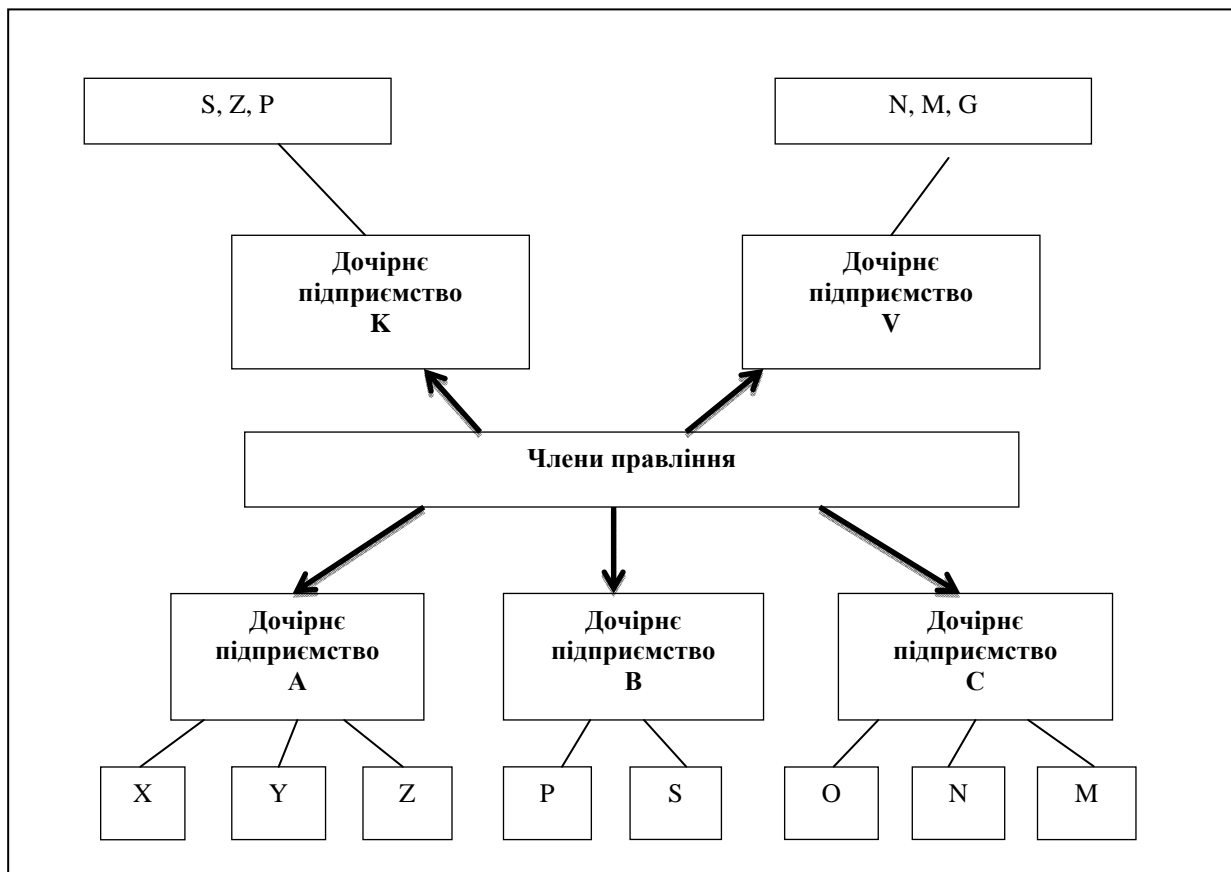 S, Z, P
N, M, G
Дочірнє
підприємство
K
Дочірнє
підприємство
V
Члени правління
Дочірнє
підприємство
A
Дочірнє
підприємство
B
Дочірнє
підприємство
C
X
Y
Z
P
S
O
N
M